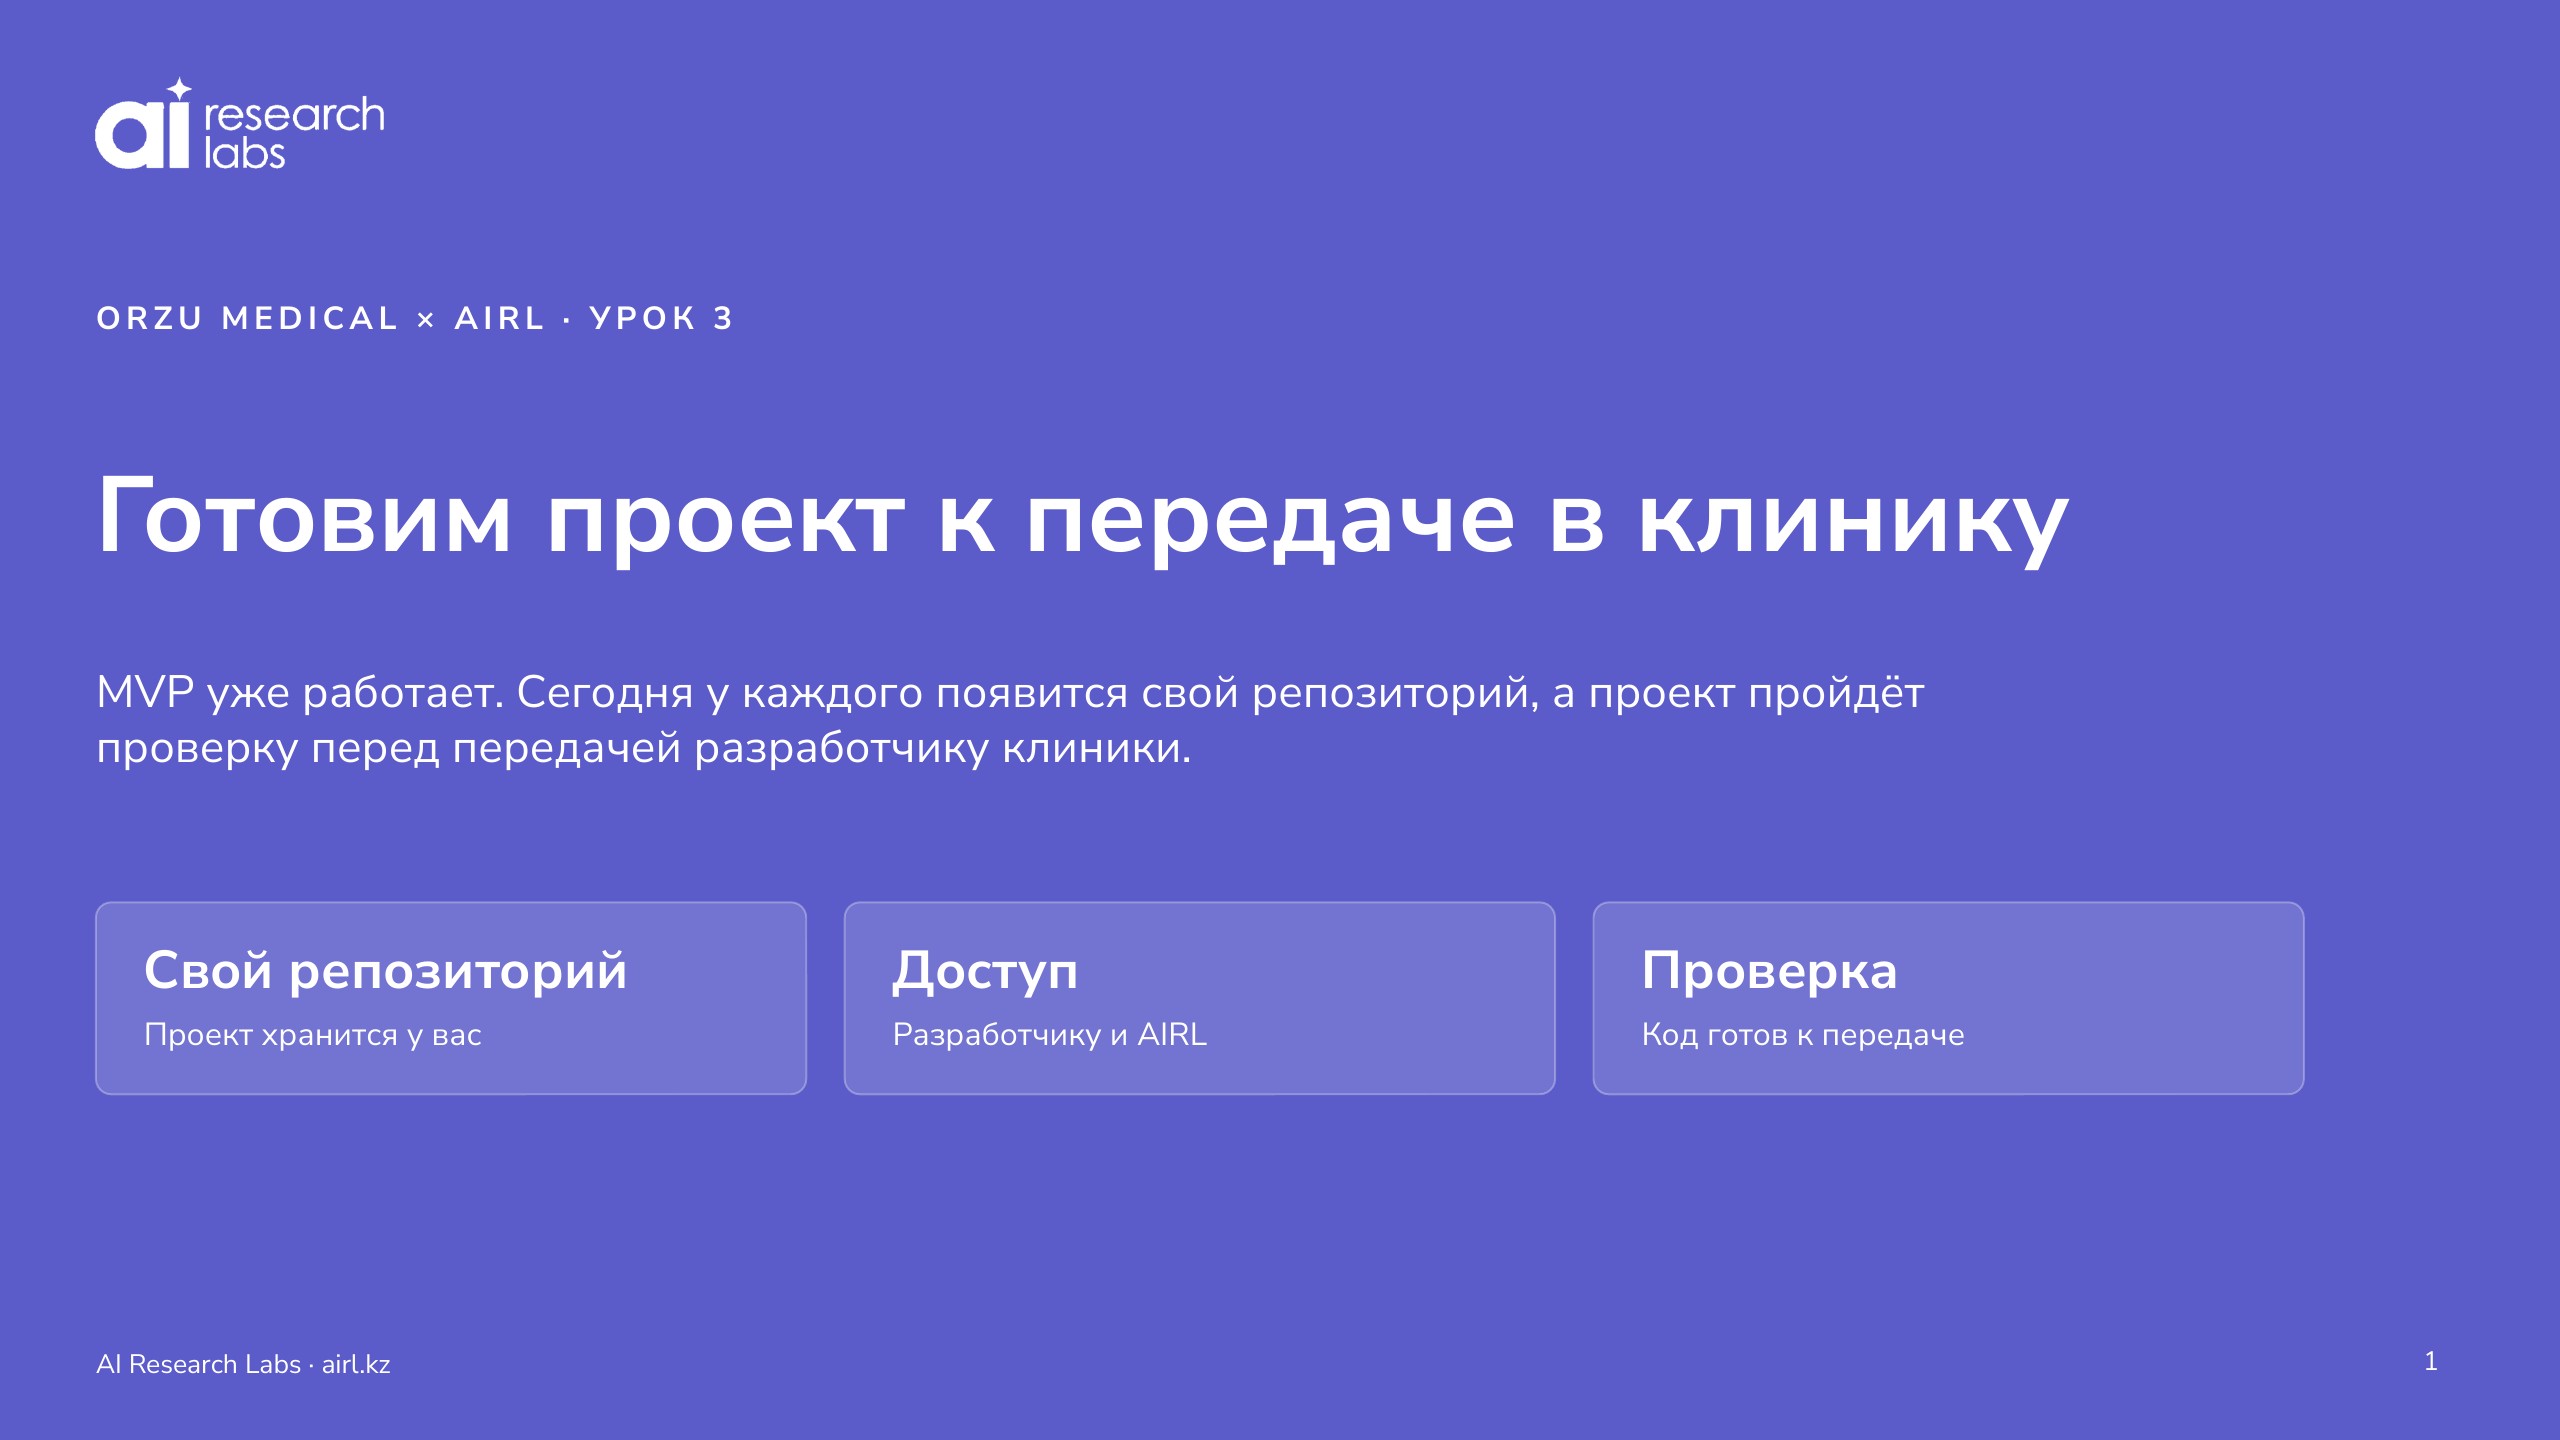 ai research labs
ORZU MEDICAL × AIRL · УРОК 3
Готовим проект к передаче в клинику
MVP уже работает. Сегодня у каждого появится свой репозиторий, а проект пройдёт
проверку перед передачей разработчику клиники.
Свой репозиторий
Проект хранится у вас
Доступ
Разработчику и AIRL
Проверка
Код готов к передаче
AI Research Labs · airl.kz
1